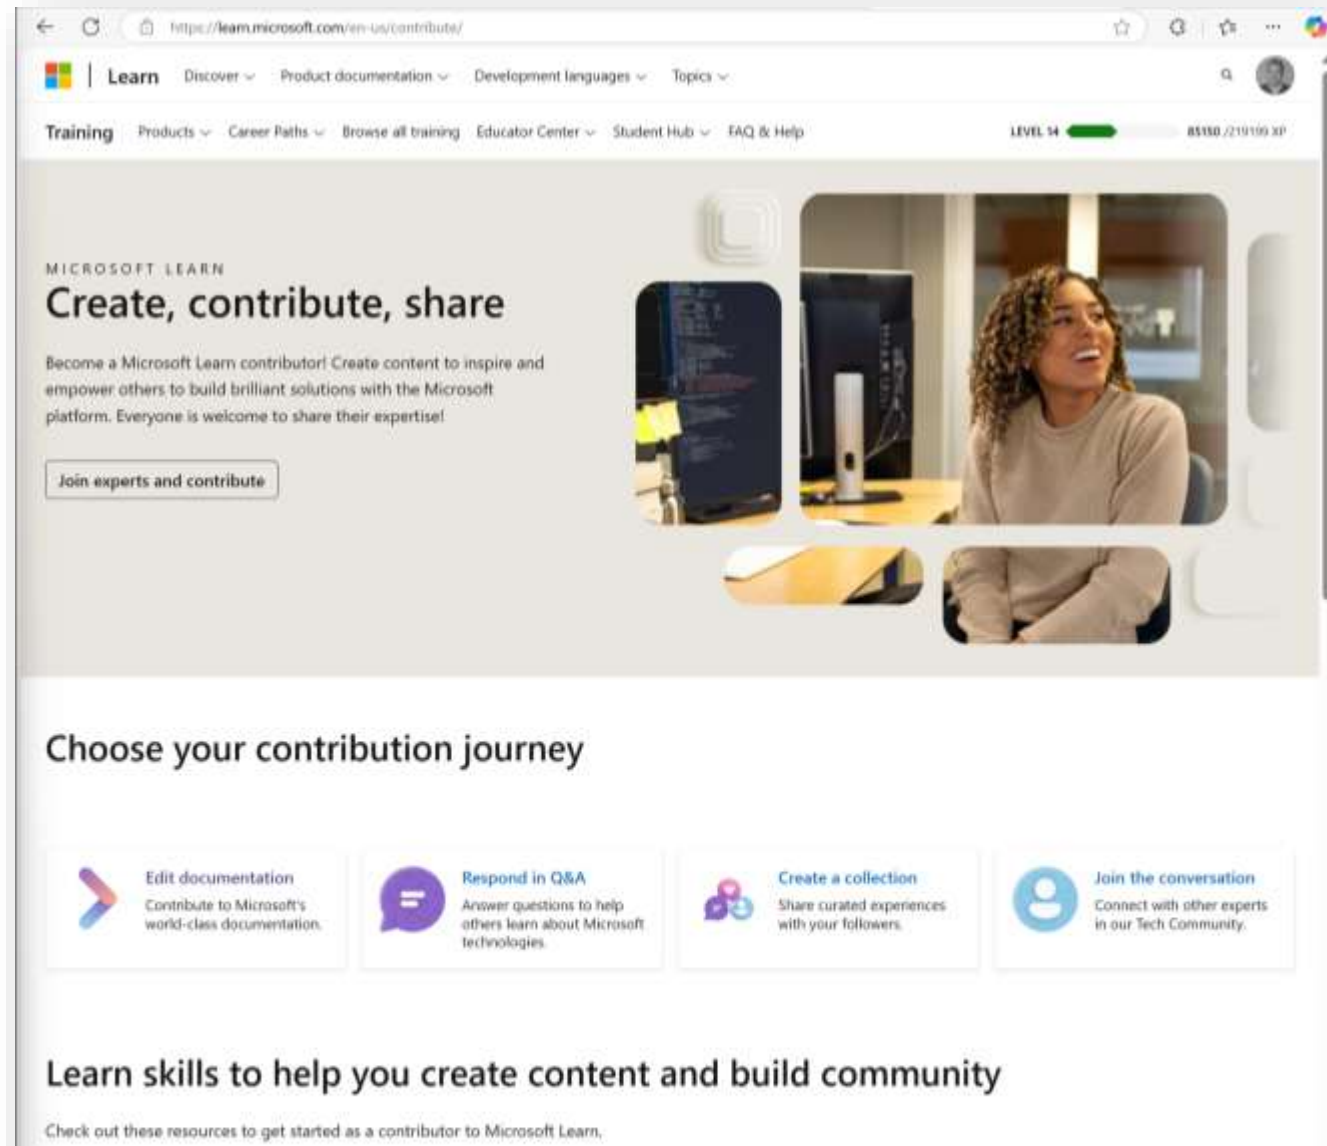 https://learn.microsoft.com/en-us/contribute/
Learn Discover Product documentation Development languages Topics
Training Products Career Paths Browse all training Educator Center Student Hub FAQ & Help LEVEL 14 85150 /219199 XP
MICROSOFT LEARN
Create, contribute, share
Become a Microsoft Learn contributor! Create content to inspire and
empower others to build brilliant solutions with the Microsoft
platform. Everyone is welcome to share their expertise!
Join experts and contribute
Choose your contribution journey
Edit documentation
Contribute to Microsoft's
world-class documentation.
Respond in Q&A
Answer questions to help
others learn about Microsoft
technologies.
Create a collection
Share curated experiences
with your followers.
Join the conversation
Connect with other experts
in our Tech Community.
Learn skills to help you create content and build community
Check out these resources to get started as a contributor to Microsoft Learn.